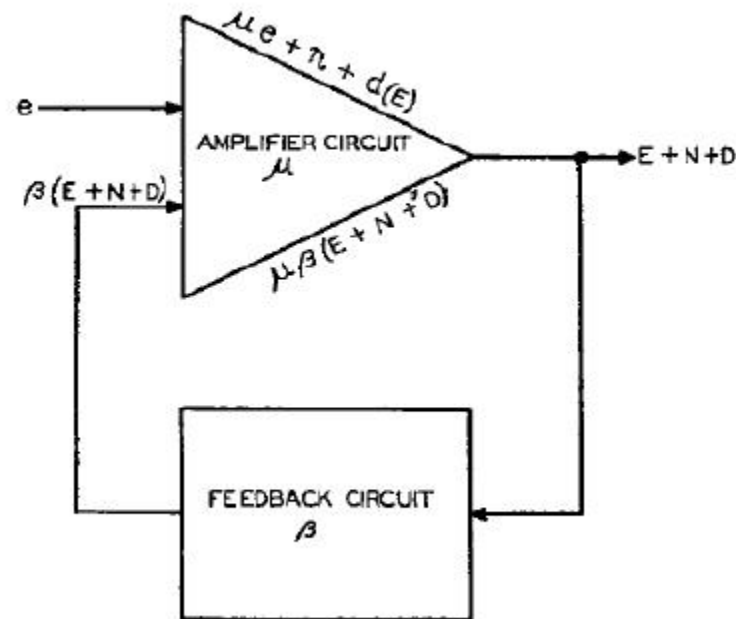 μe + n + d(E)
e
AMPLIFIER CIRCUIT
μ
E + N + D
β(E + N + D)
μβ(E + N + D)
FEEDBACK CIRCUIT
β